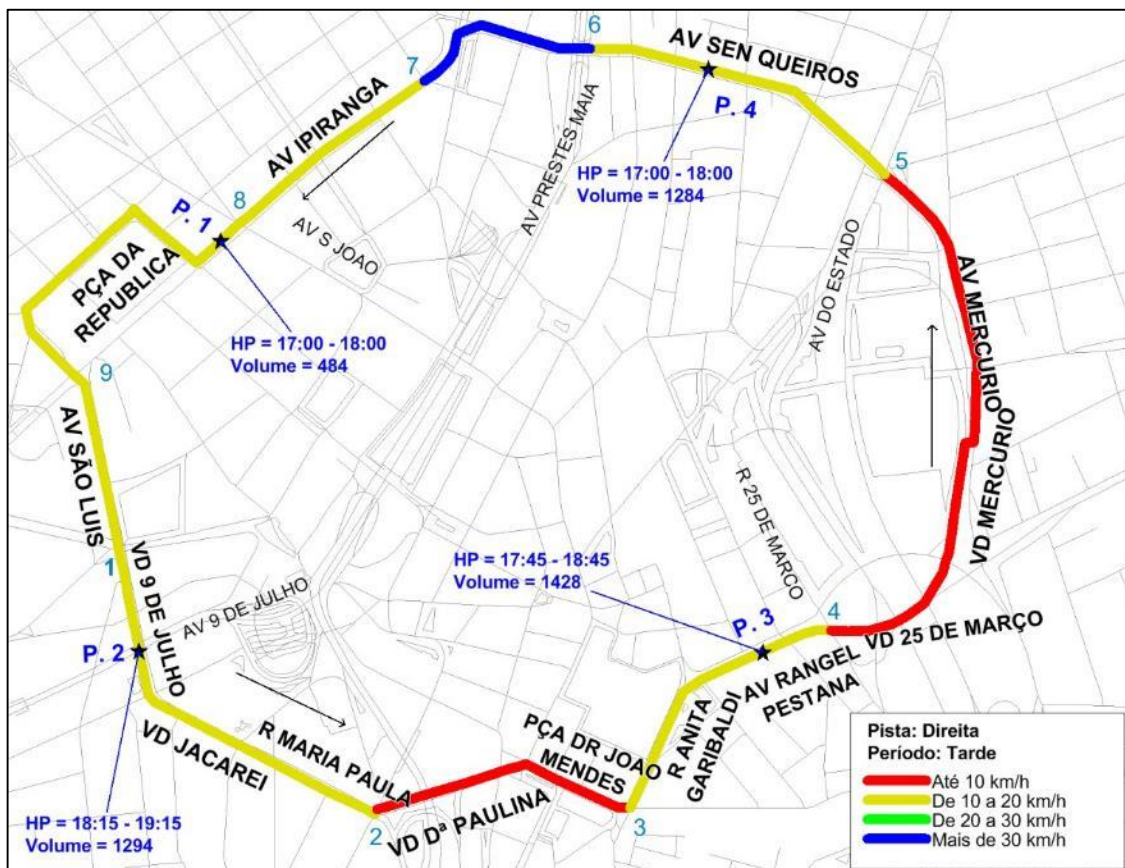 6
AV SEN QUEIROS
7
P. 4
AV IPIRANGA
AV PRESTES MAIA
HP = 17:00 - 18:00
Volume = 1284
5
8
P. 1
AV S JOAO
PÇA DA
REPUBLICA
AV DO ESTADO
AV MERCURIO
HP = 17:00 - 18:00
Volume = 484
9
AV SÃO LUIS
R 25 DE MARCO
VD MERCURIO
HP = 17:45 - 18:45
Volume = 1428
1
VD 9 DE JULHO
AV 9 DE JULHO
4
P. 3
P. 2
VD 25 DE MARÇO
AV RANGEL
PESTANA
R ANITA
GARIBALDI
PÇA DR JOAO
MENDES
R MARIA PAULA
VD JACAREI
VD Dª PAULINA
2
3
HP = 18:15 - 19:15
Volume = 1294
Pista: Direita
Período: Tarde
Até 10 km/h
De 10 a 20 km/h
De 20 a 30 km/h
Mais de 30 km/h